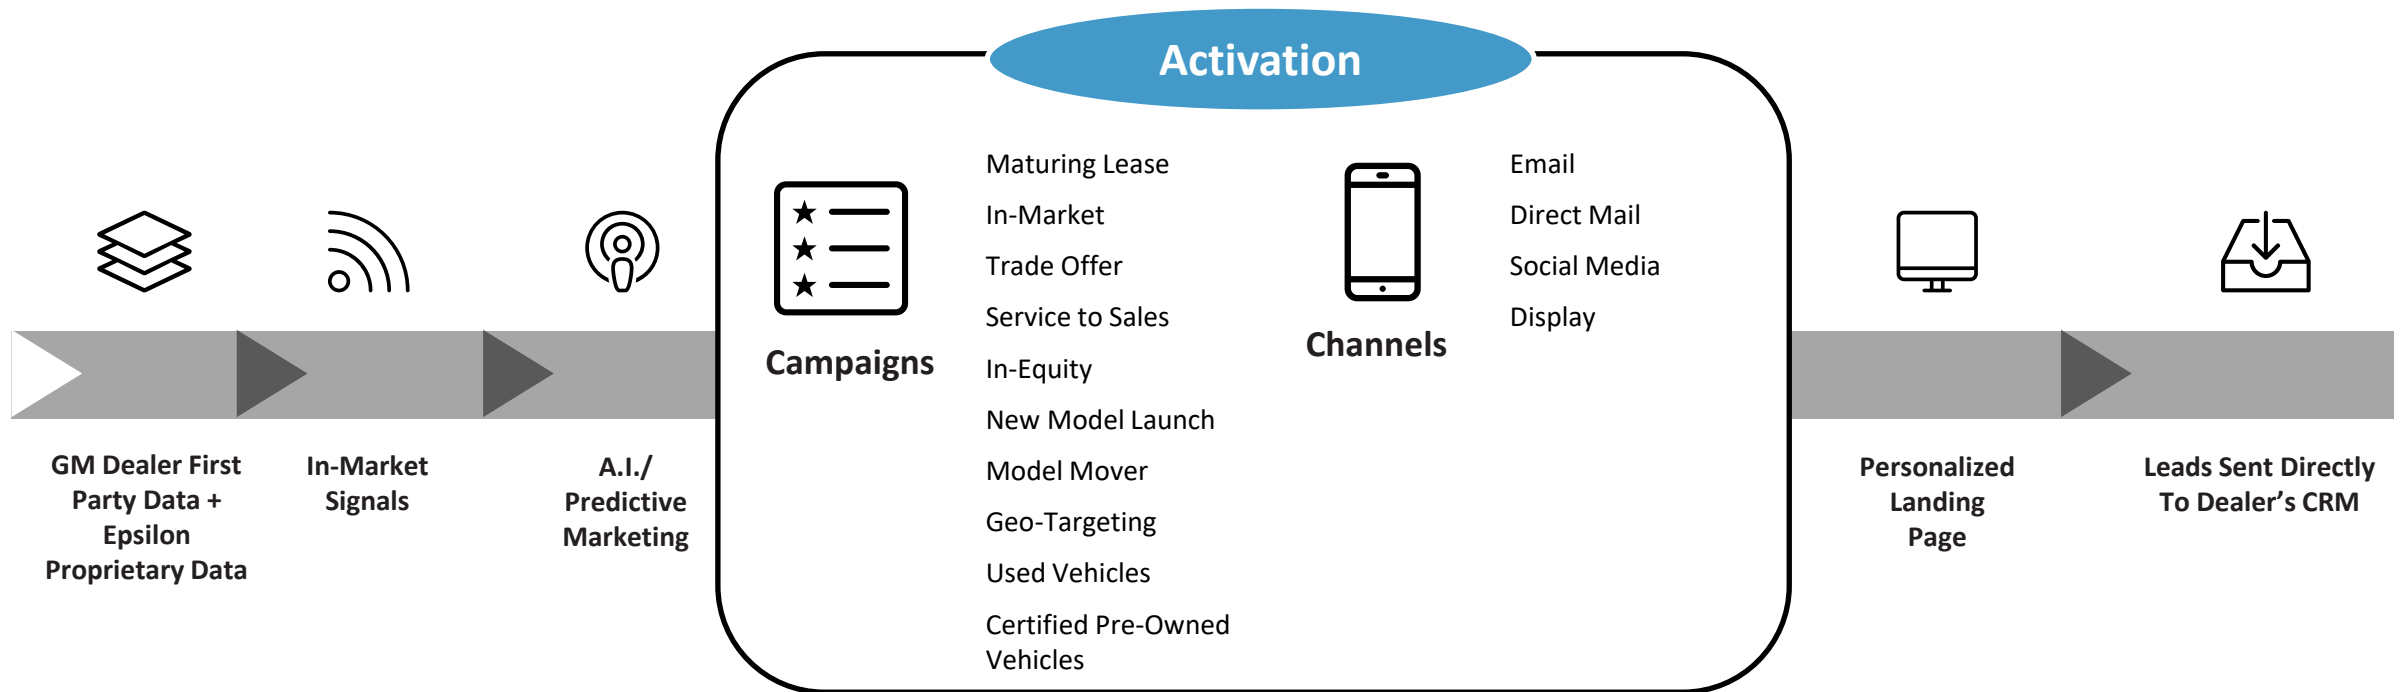 Activation
GM Dealer First
Party Data +
Epsilon
Proprietary Data
In-Market
Signals
A.I./
Predictive
Marketing
Campaigns
Maturing Lease
In-Market
Trade Offer
Service to Sales
In-Equity
New Model Launch
Model Mover
Geo-Targeting
Used Vehicles
Certified Pre-Owned
Vehicles
Channels
Email
Direct Mail
Social Media
Display
Personalized
Landing
Page
Leads Sent Directly
To Dealer’s CRM